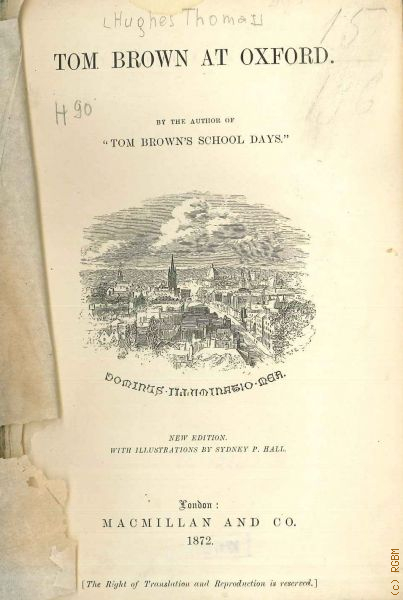 [Hughes Thomas]
TOM BROWN AT OXFORD.
H 90
BY THE AUTHOR OF
"TOM BROWN'S SCHOOL DAYS."
DOMINUS·ILLUMINATIO·MEA.
NEW EDITION.
WITH ILLUSTRATIONS BY SYDNEY P. HALL.
London:
MACMILLAN AND CO.
1872.
[The Right of Translation and Reproduction is reserved.]
(c) RGBM